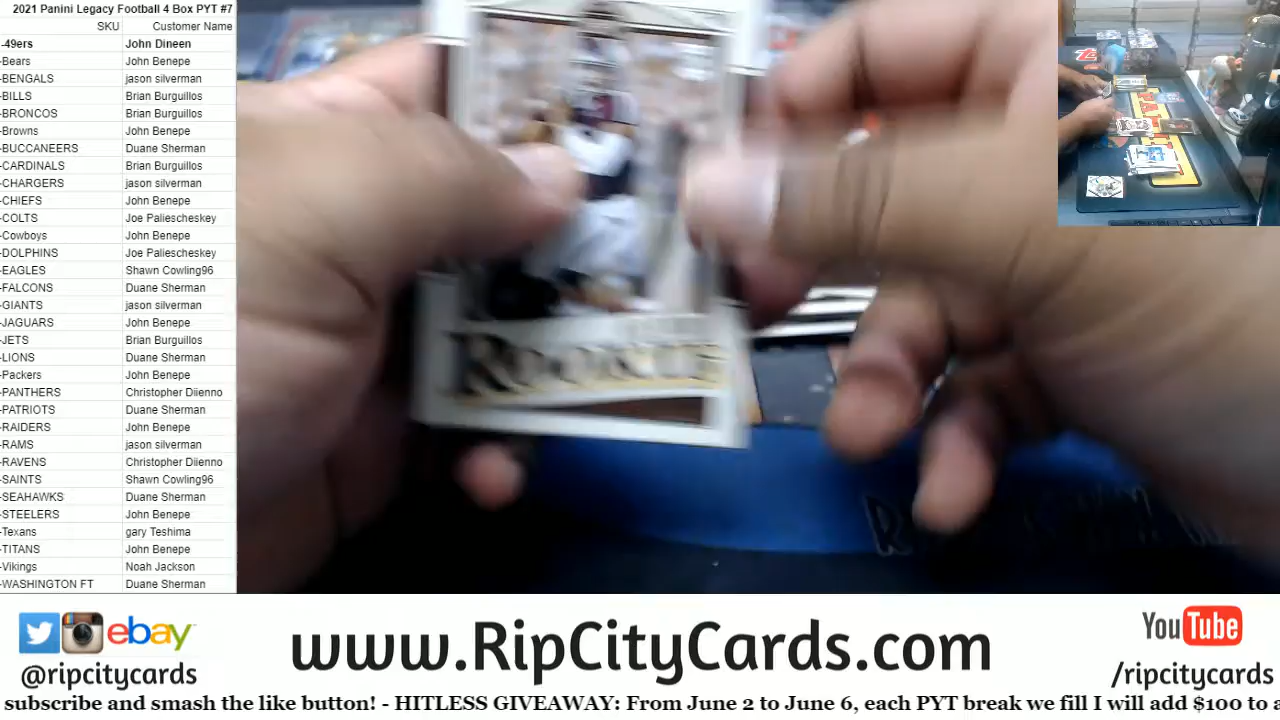 2021 Panini Legacy Football 4 Box PYT #7
SKU Customer Name
-49ers John Dineen
-Bears John Benepe
-BENGALS jason silverman
-BILLS Brian Burguillos
-BRONCOS Brian Burguillos
-Browns John Benepe
-BUCCANEERS Duane Sherman
-CARDINALS Brian Burguillos
-CHARGERS jason silverman
-CHIEFS John Benepe
-COLTS Joe Paliescheskey
-Cowboys John Benepe
-DOLPHINS Joe Paliescheskey
-EAGLES Shawn Cowling96
-FALCONS Duane Sherman
-GIANTS jason silverman
-JAGUARS John Benepe
-JETS Brian Burguillos
-LIONS Duane Sherman
-Packers John Benepe
-PANTHERS Christopher Diienno
-PATRIOTS Duane Sherman
-RAIDERS John Benepe
-RAMS jason silverman
-RAVENS Christopher Diienno
-SAINTS Shawn Cowling96
-SEAHAWKS Duane Sherman
-STEELERS John Benepe
-Texans gary Teshima
-TITANS John Benepe
-Vikings Noah Jackson
-WASHINGTON FT Duane Sherman
ebay
@ripcitycards
www.RipCityCards.com
YouTube
/ripcitycards
subscribe and smash the like button! - HITLESS GIVEAWAY: From June 2 to June 6, each PYT break we fill I will add $100 to a